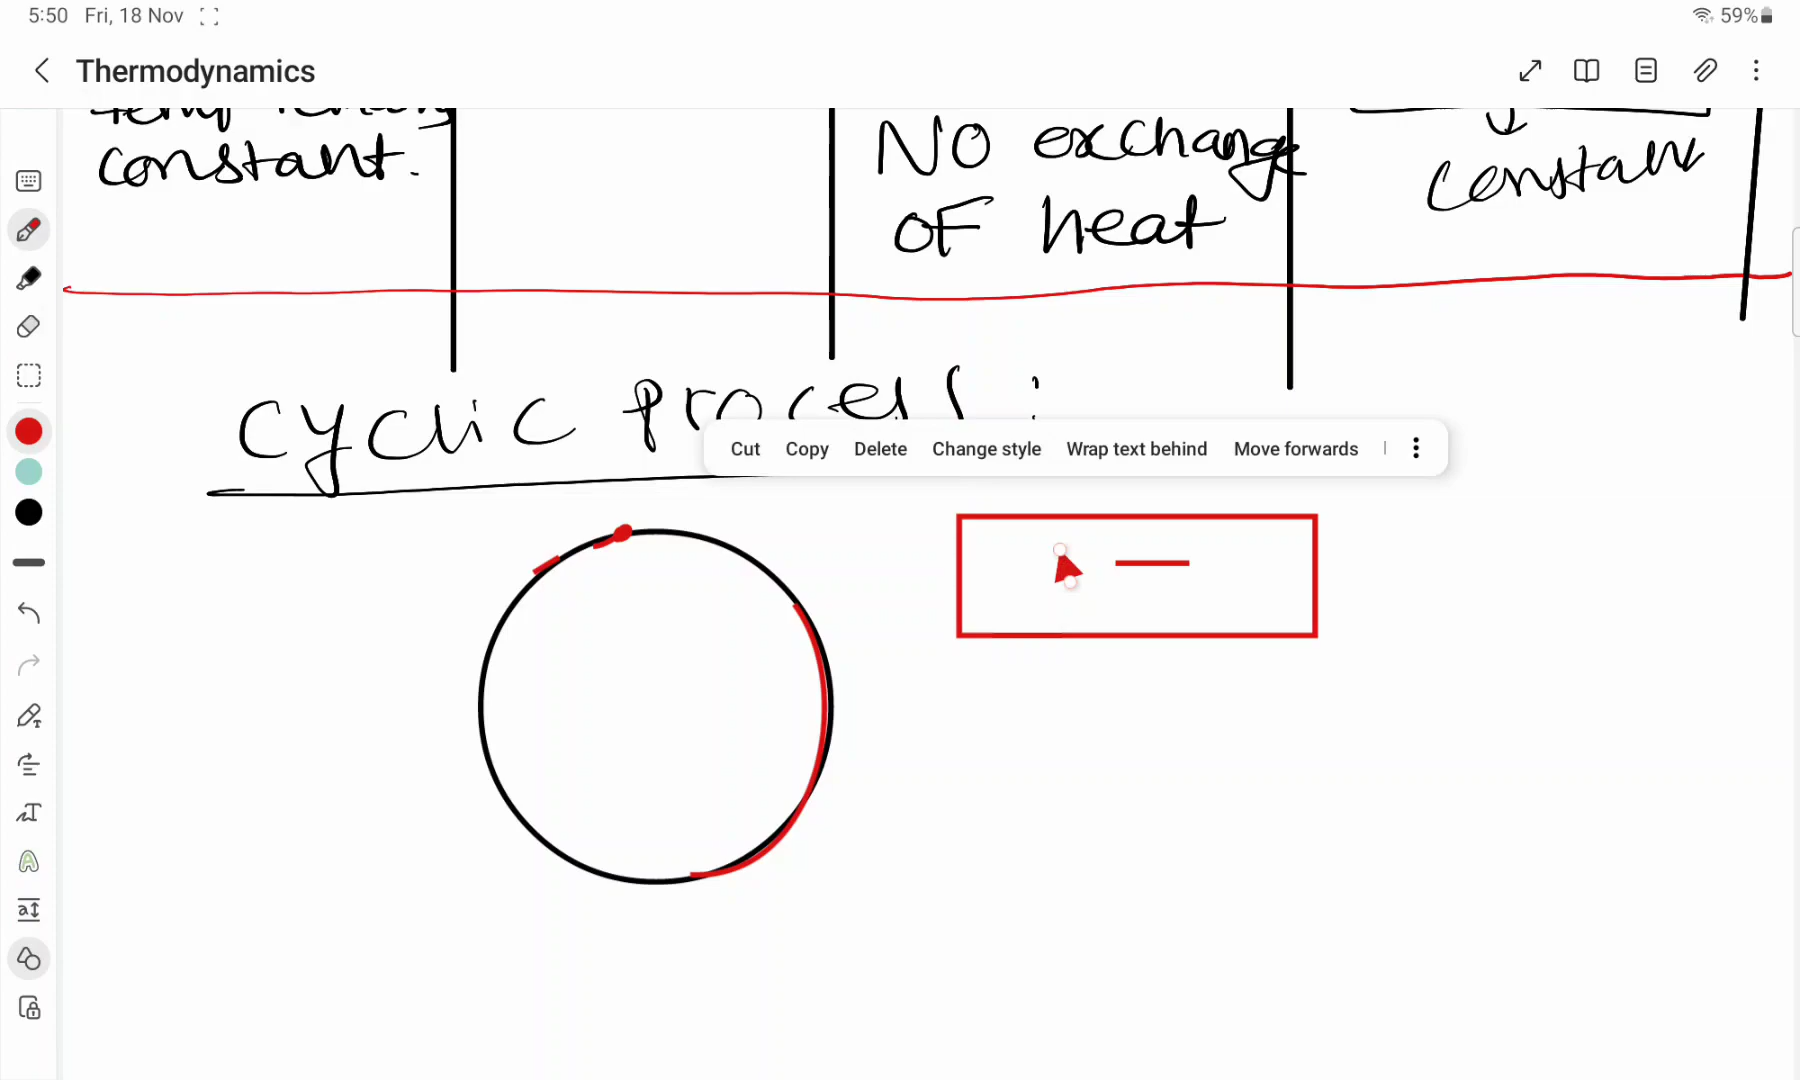 5:50 Fri, 18 Nov
59%
Thermodynamics
constant.
NO exchange
OF heat
constant
cyclic process :
Cut Copy Delete Change style Wrap text behind Move forwards